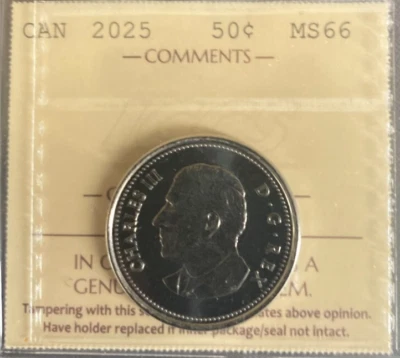 CAN 2025 50¢ MS66
COMMENTS
CHARLES III D·G·REX
IN A
GENU EM.
Tampering with this s ates above opinion.
Have holder replaced if inner package/seal not intact.